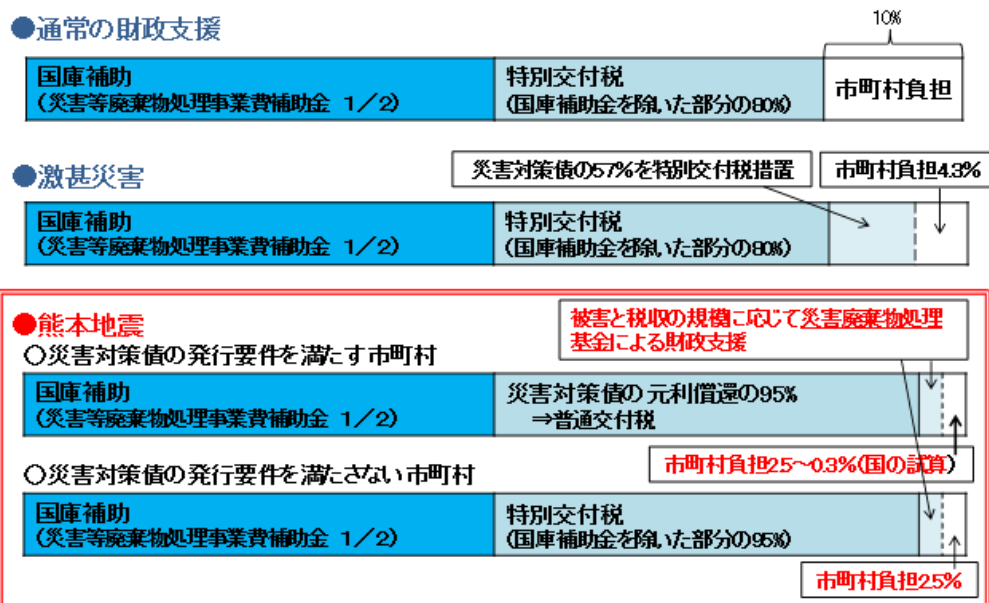 10%
●通常の財政支援
国庫補助
(災害等廃棄物処理事業費補助金 1/2)
特別交付税
(国庫補助金を除いた部分の80%)
市町村負担
●激甚災害
災害対策債の57%を特別交付税措置
市町村負担4.3%
国庫補助
(災害等廃棄物処理事業費補助金 1/2)
特別交付税
(国庫補助金を除いた部分の80%)
●熊本地震
被害と税収の規模に応じて災害廃棄物処理
基金による財政支援
○災害対策債の発行要件を満たす市町村
国庫補助
(災害等廃棄物処理事業費補助金 1/2)
災害対策債の元利償還の95%
⇒普通交付税
市町村負担2.5~0.3%(国の試算)
○災害対策債の発行要件を満たさない市町村
国庫補助
(災害等廃棄物処理事業費補助金 1/2)
特別交付税
(国庫補助金を除いた部分の95%)
市町村負担2.5%